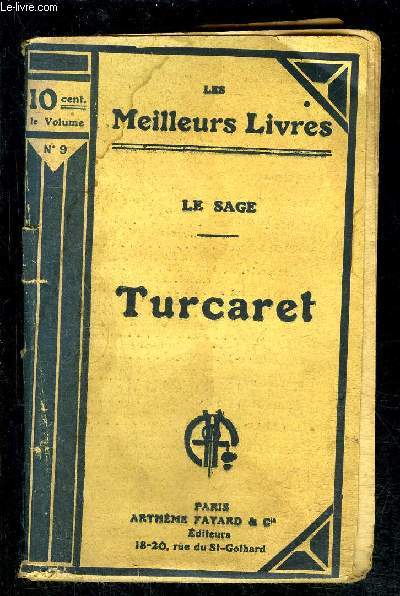 Le-livre.com
10 cent.
le Volume
N° 9
LES
Meilleurs Livres
LE SAGE
Turcaret
PARIS
ARTHÈME FAYARD & Cie
Éditeurs
18-20, rue du St-Gothard